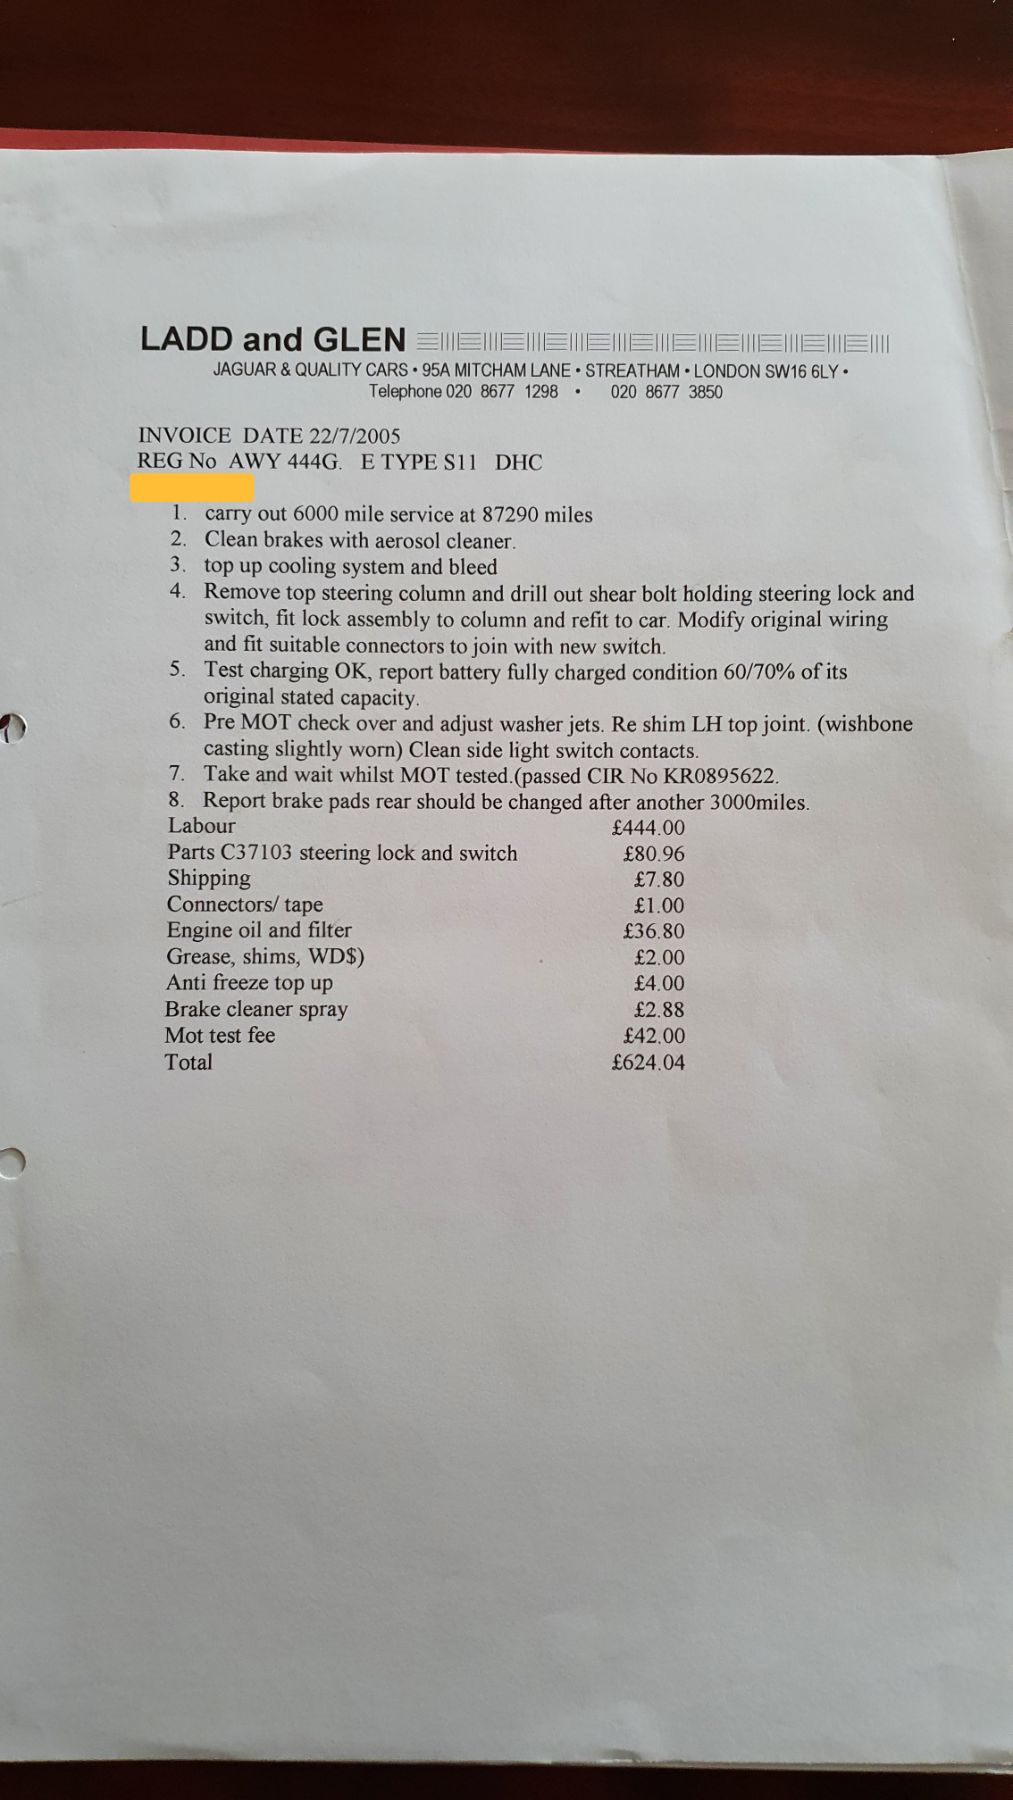 LADD and GLEN
JAGUAR & QUALITY CARS • 95A MITCHAM LANE • STREATHAM • LONDON SW16 6LY •
Telephone 020 8677 1298 • 020 8677 3850
INVOICE DATE 22/7/2005
REG No AWY 444G. E TYPE S11 DHC
1. carry out 6000 mile service at 87290 miles
2. Clean brakes with aerosol cleaner.
3. top up cooling system and bleed
4. Remove top steering column and drill out shear bolt holding steering lock and
switch, fit lock assembly to column and refit to car. Modify original wiring
and fit suitable connectors to join with new switch.
5. Test charging OK, report battery fully charged condition 60/70% of its
original stated capacity.
6. Pre MOT check over and adjust washer jets. Re shim LH top joint. (wishbone
casting slightly worn) Clean side light switch contacts.
7. Take and wait whilst MOT tested.(passed CIR No KR0895622.
8. Report brake pads rear should be changed after another 3000miles.
Labour £444.00
Parts C37103 steering lock and switch £80.96
Shipping £7.80
Connectors/ tape £1.00
Engine oil and filter £36.80
Grease, shims, WD$) £2.00
Anti freeze top up £4.00
Brake cleaner spray £2.88
Mot test fee £42.00
Total £624.04